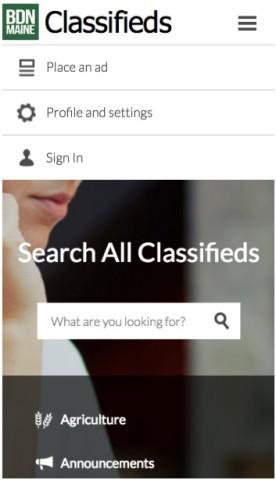 BDN
MAINE
Classifieds
Place an ad
Profile and settings
Sign In
Search All Classifieds
What are you looking for?
Agriculture
Announcements